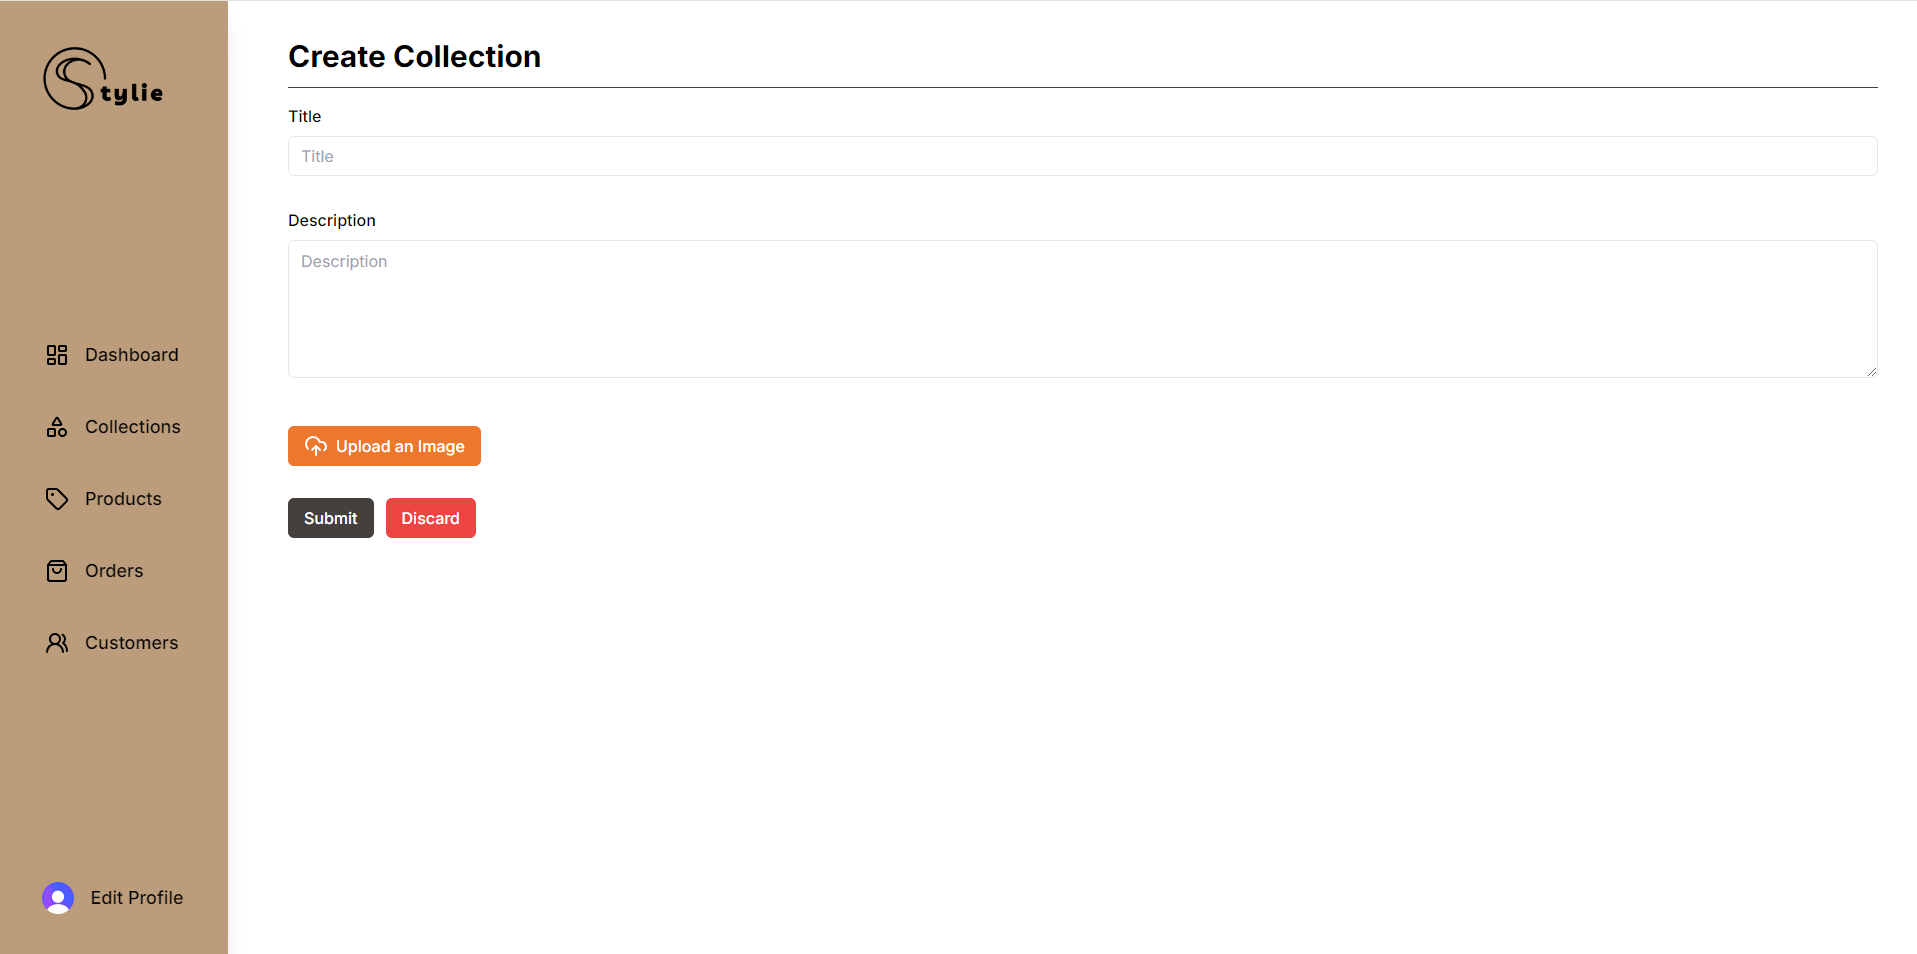 Stylie
Dashboard
Collections
Products
Orders
Customers
Edit Profile
Create Collection
Title
Title
Description
Description
Upload an Image
Submit
Discard